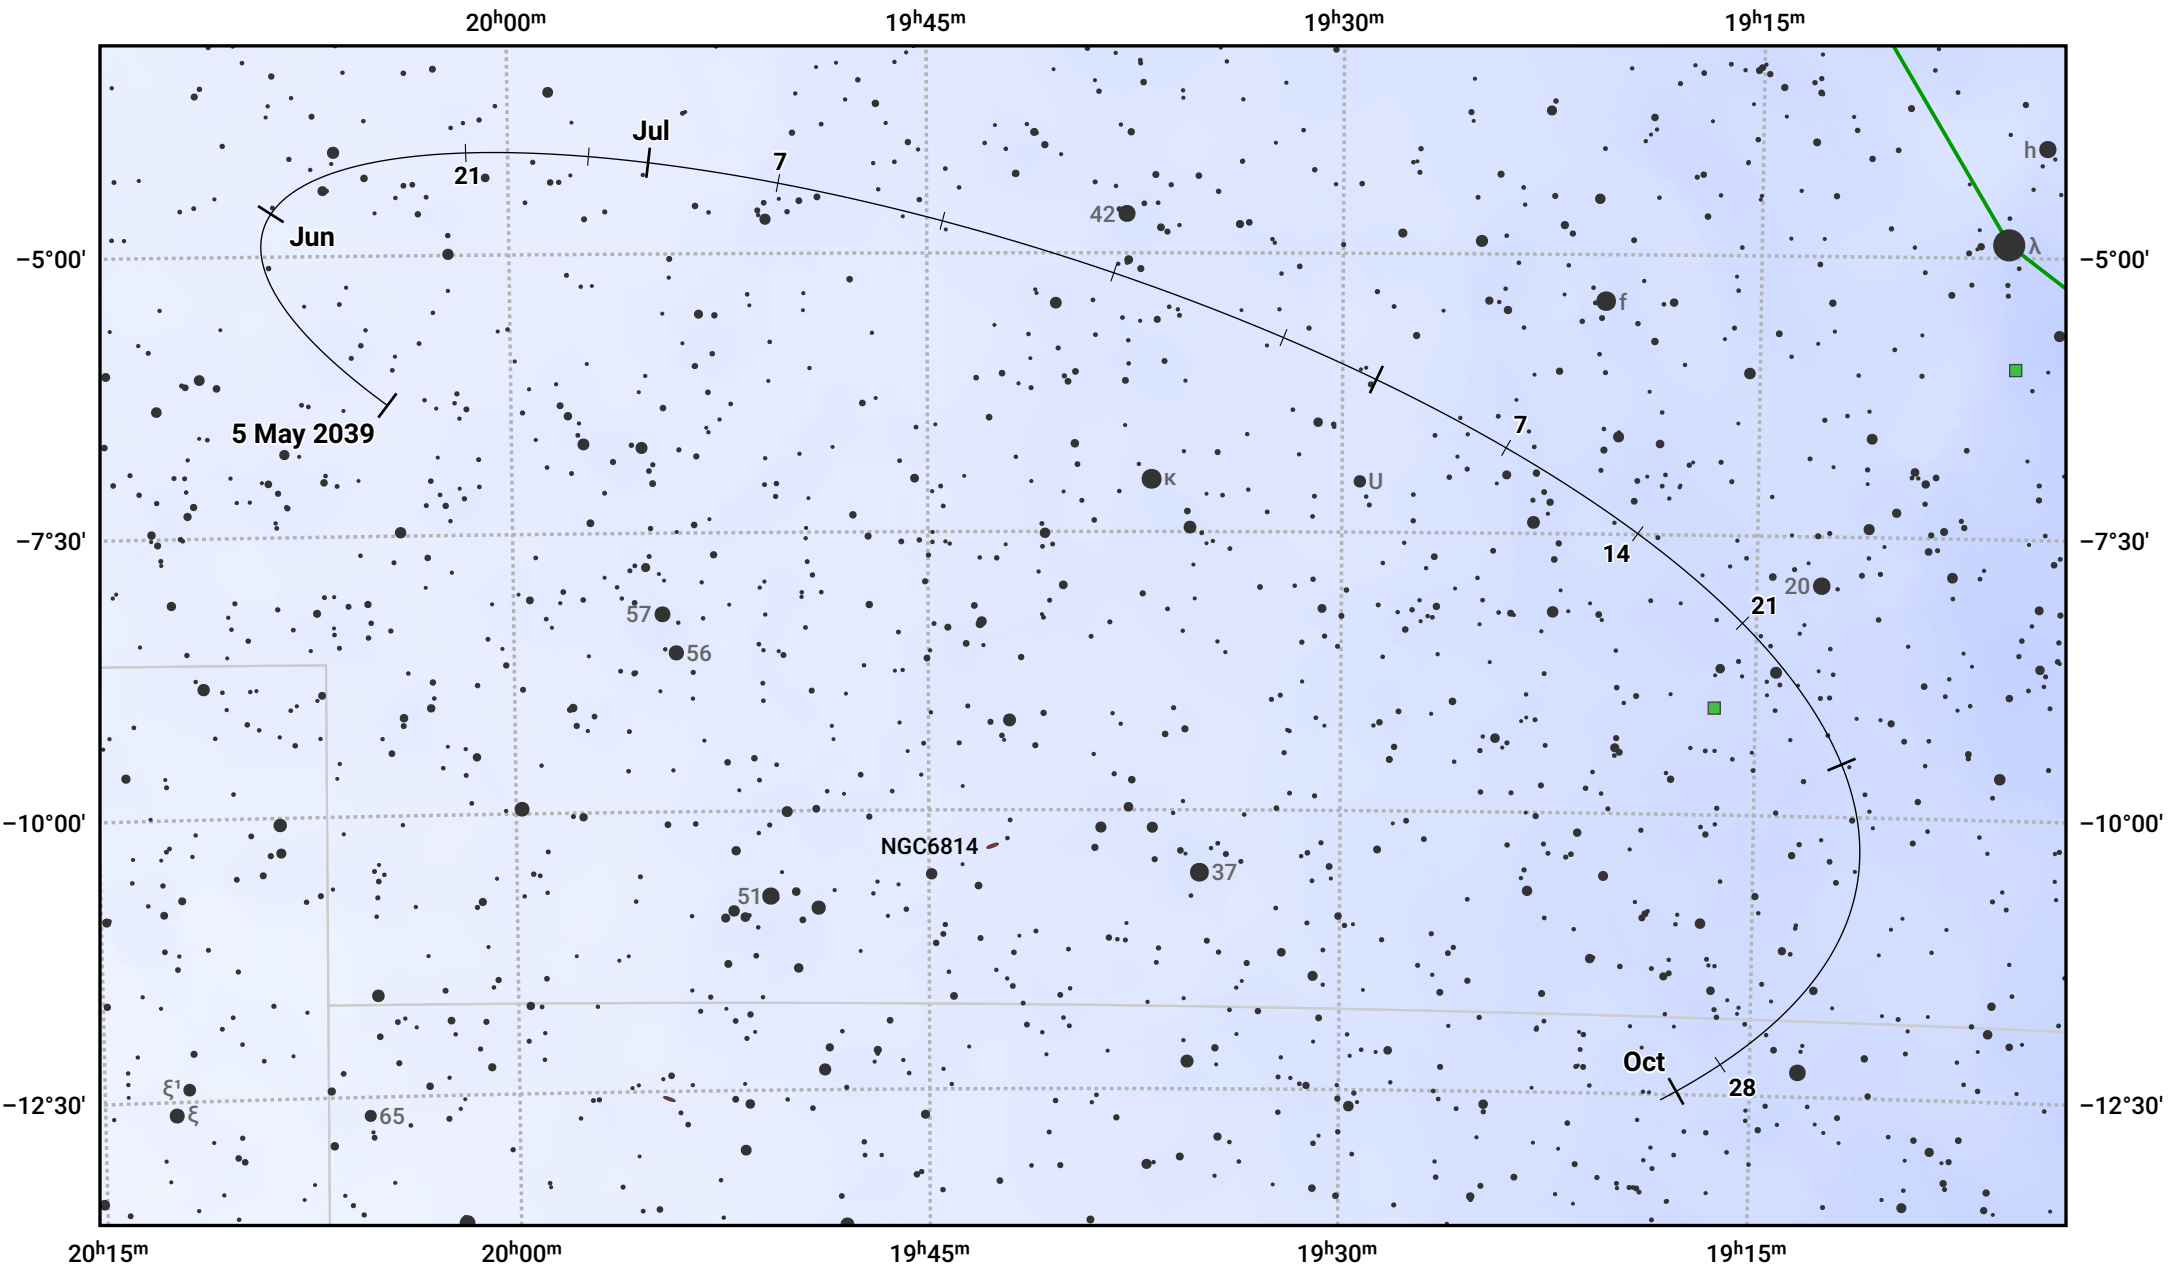 20ʰ00ᵐ 19ʰ45ᵐ 19ʰ30ᵐ 19ʰ15ᵐ
Jul
h
7
21
42
Jun
λ
−5°00' −5°00'
f
7
5 May 2039
κ
U
−7°30' −7°30'
14
20
21
57
56
−10°00' −10°00'
NGC6814
37
51
Oct
28
ξ¹
ξ
65
−12°30' −12°30'
20ʰ15ᵐ 20ʰ00ᵐ 19ʰ45ᵐ 19ʰ30ᵐ 19ʰ15ᵐ